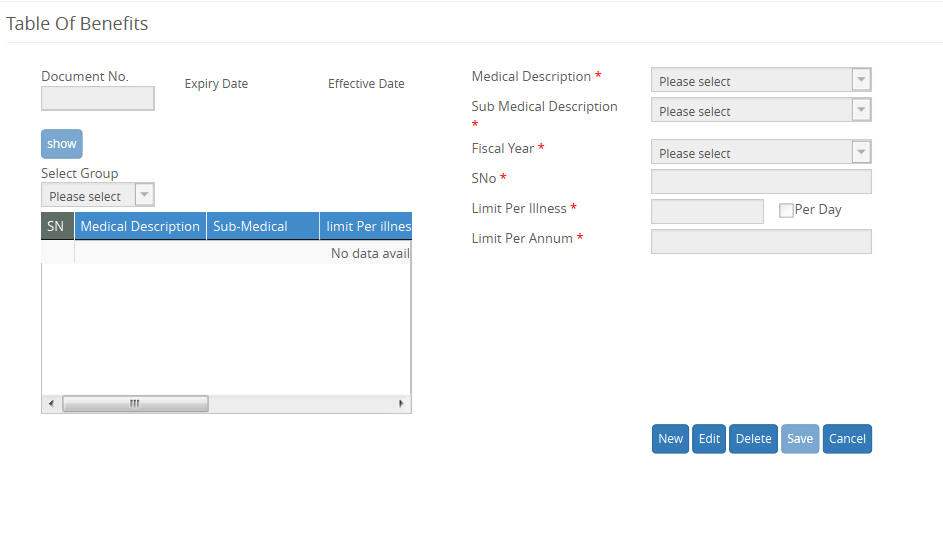 Table Of Benefits
Document No.
Expiry Date
Effective Date
show
Select Group
Please select
SN
Medical Description
Sub-Medical
limit Per illnes
No data avail
Medical Description *
Please select
Sub Medical Description
*
Please select
Fiscal Year *
Please select
SNo *
Limit Per Illness *
Per Day
Limit Per Annum *
New
Edit
Delete
Save
Cancel